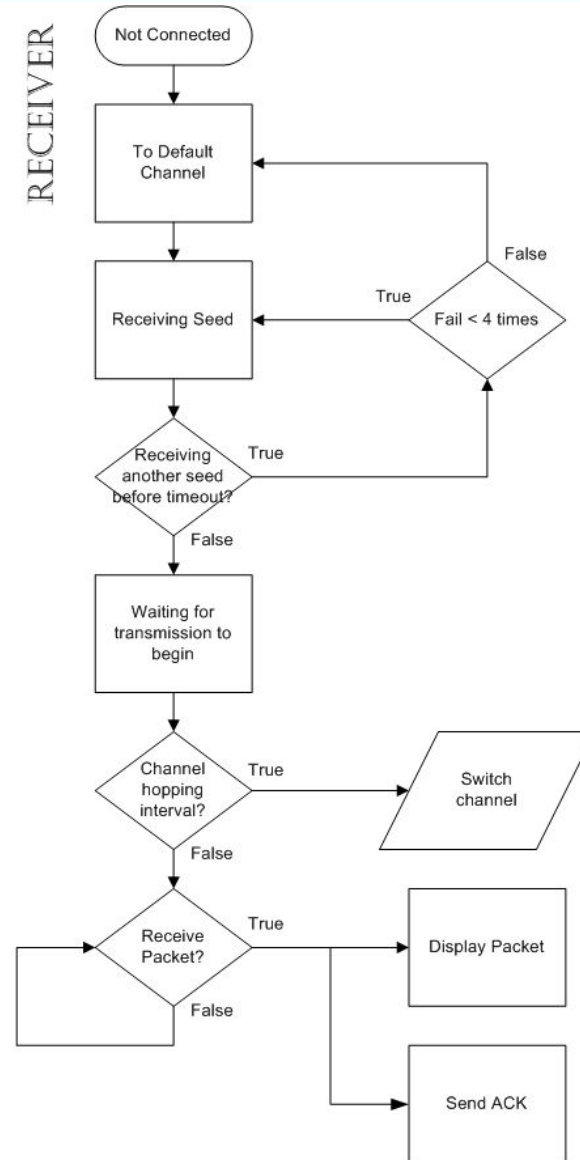 RECEIVER
Not Connected
To Default
Channel
False
True
Receiving Seed
Fail < 4 times
Receiving
another seed
before timeout?
True
False
Waiting for
transmission to
begin
Channel
hopping
interval?
True
Switch
channel
False
Receive
Packet?
True
Display Packet
False
Send ACK